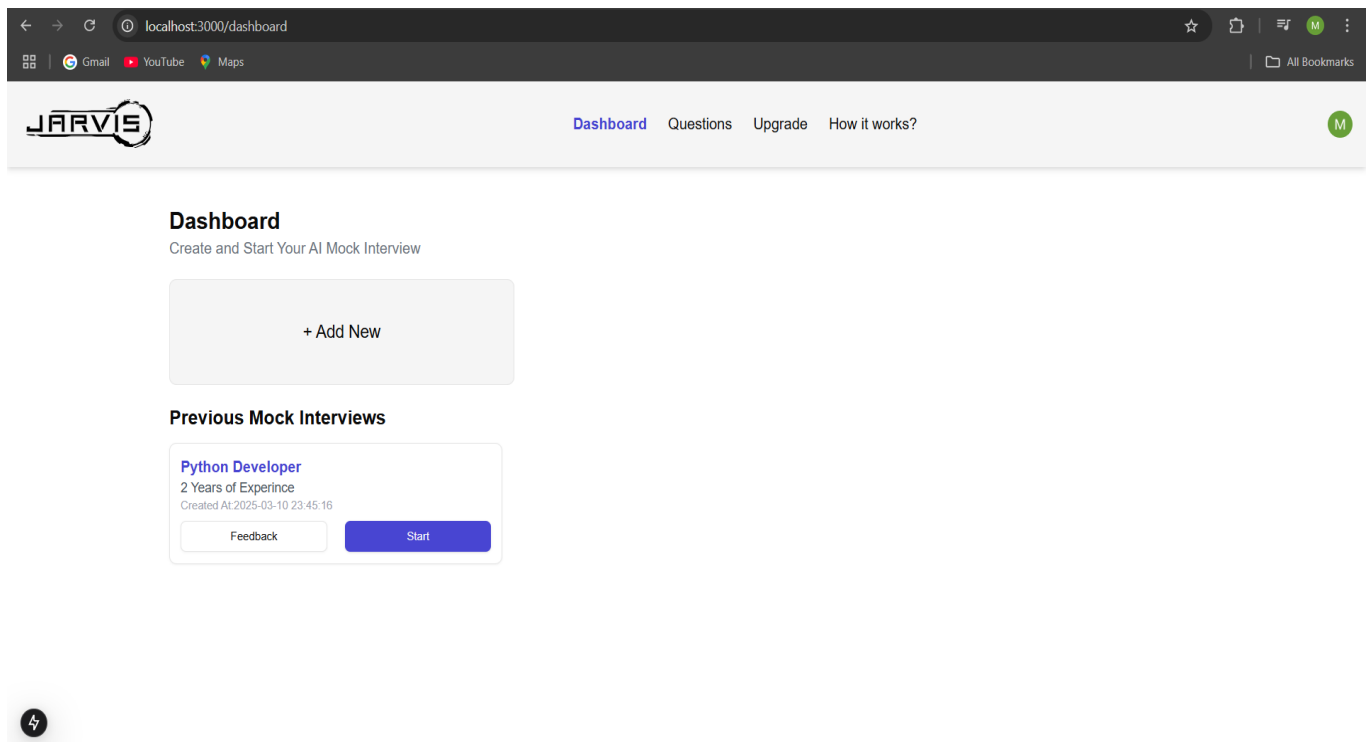 localhost:3000/dashboard
M
Gmail YouTube Maps All Bookmarks
JARVIS Dashboard Questions Upgrade How it works? M
Dashboard
Create and Start Your AI Mock Interview
+ Add New
Previous Mock Interviews
Python Developer
2 Years of Experince
Created At:2025-03-10 23:45:16
Feedback Start